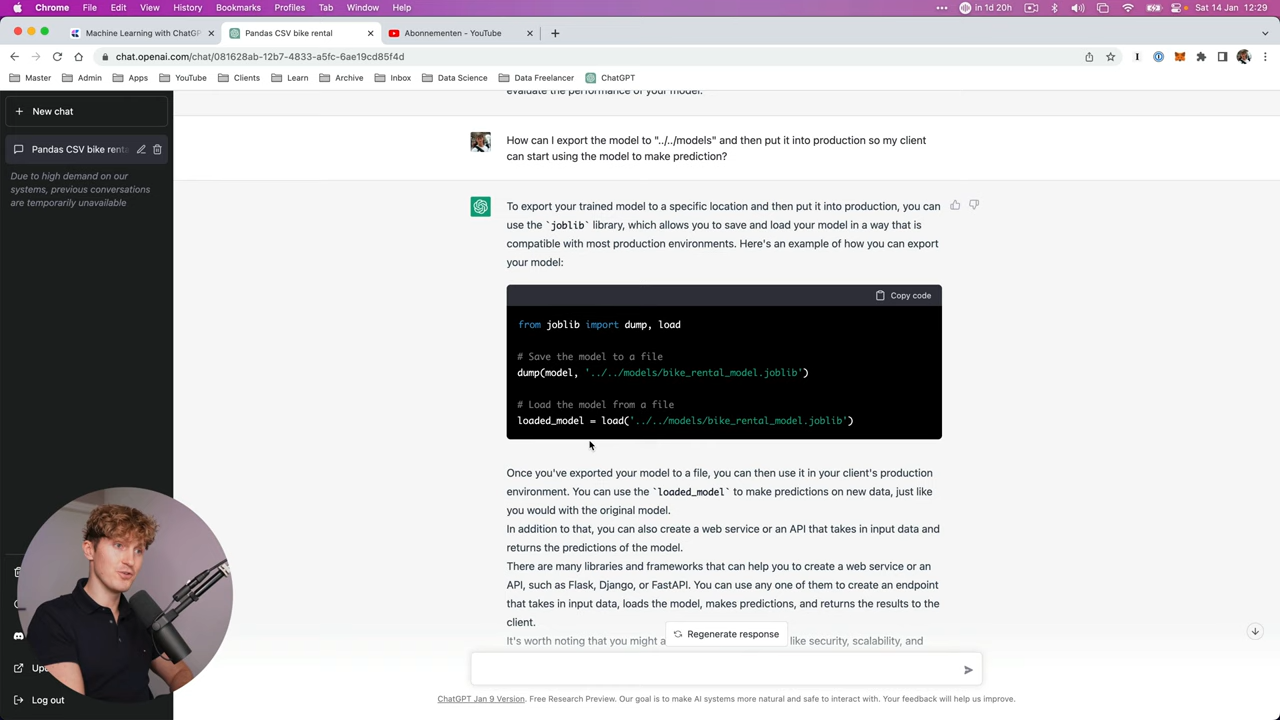 Chrome File Edit View History Bookmarks Profiles Tab Window Help
in 1d 20h
Sat 14 Jan 12:29
Machine Learning with ChatGP
Pandas CSV bike rental
Abonnementen - YouTube
chat.openai.com/chat/081628ab-12b7-4833-a5fc-6ae19cd85f4d
Master Admin Apps YouTube Clients Learn Archive Inbox Data Science Data Freelancer ChatGPT
New chat
Pandas CSV bike renta
Due to high demand on our
systems, previous conversations
are temporarily unavailable
Log out
evaluate the performance of your model.
How can I export the model to "../../models" and then put it into production so my client
can start using the model to make prediction?
To export your trained model to a specific location and then put it into production, you can
use the `joblib` library, which allows you to save and load your model in a way that is
compatible with most production environments. Here's an example of how you can export
your model:
Copy code
from joblib import dump, load
# Save the model to a file
dump(model, '../../models/bike_rental_model.joblib')
# Load the model from a file
loaded_model = load('../../models/bike_rental_model.joblib')
Once you've exported your model to a file, you can then use it in your client's production
environment. You can use the `loaded_model` to make predictions on new data, just like
you would with the original model.
In addition to that, you can also create a web service or an API that takes in input data and
returns the predictions of the model.
There are many libraries and frameworks that can help you to create a web service or an
API, such as Flask, Django, or FastAPI. You can use any one of them to create an endpoint
that takes in input data, loads the model, makes predictions, and returns the results to the
client.
Regenerate response
It's worth noting that you might a like security, scalability, and
ChatGPT Jan 9 Version. Free Research Preview. Our goal is to make AI systems more natural and safe to interact with. Your feedback will help us improve.